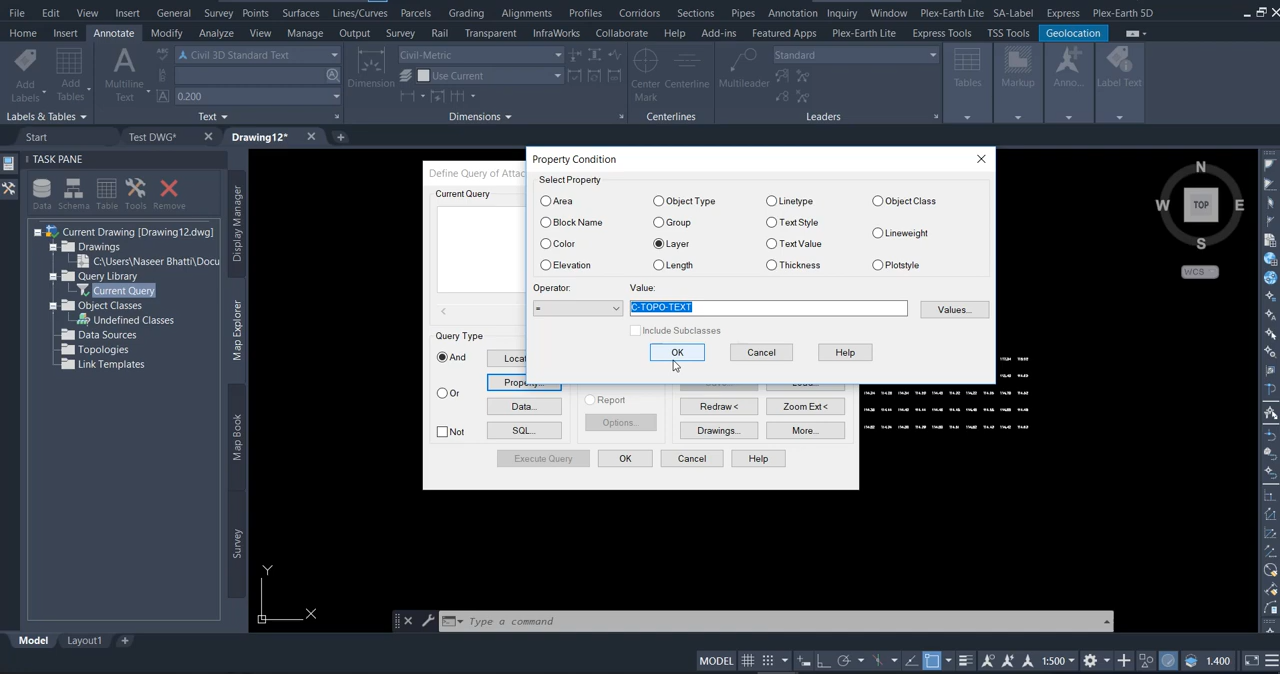 File Edit View Insert General Survey Points Surfaces Lines/Curves Parcels Grading Alignments Profiles Corridors Sections Pipes Annotation Inquiry Window Plex-Earth Lite SA-Label Express Plex-Earth 5D
Home Insert Annotate Modify Analyze View Manage Output Survey Rail Transparent InfraWorks Collaborate Help Add-ins Featured Apps Plex-Earth Lite Express Tools TSS Tools Geolocation
Civil 3D Standard Text
Civil-Metric
Standard
Use Current
Add Labels
Add Tables
Multiline Text
0.200
Dimension
Center Mark
Centerline
Multileader
Tables
Markup
Anno...
Label Text
Labels & Tables
Text
Dimensions
Centerlines
Leaders
Start
Test DWG*
Drawing12*
TASK PANE
Data Schema Table Tools Remove
Current Drawing [Drawing12.dwg]
Drawings
C:\Users\Naseer Bhatti\Docu
Query Library
Current Query
Object Classes
Undefined Classes
Data Sources
Topologies
Link Templates
Display Manager
Map Explorer
Map Book
Survey
Define Query of Attac
Current Query
Query Type
And
Or
Not
Locat
Property...
Data...
SQL...
Report
Options...
Redraw <
Zoom Ext <
Drawings...
More...
Execute Query
OK
Cancel
Help
Property Condition
Select Property
Area
Object Type
Linetype
Object Class
Block Name
Group
Text Style
Lineweight
Color
Layer
Text Value
Elevation
Length
Thickness
Plotstyle
Operator:
Value:
=
C-TOPO-TEXT
Values...
Include Subclasses
OK
Cancel
Help
N
W
TOP
E
S
WCS
Y
X
Type a command
Model
Layout1
MODEL
1:500
1.400